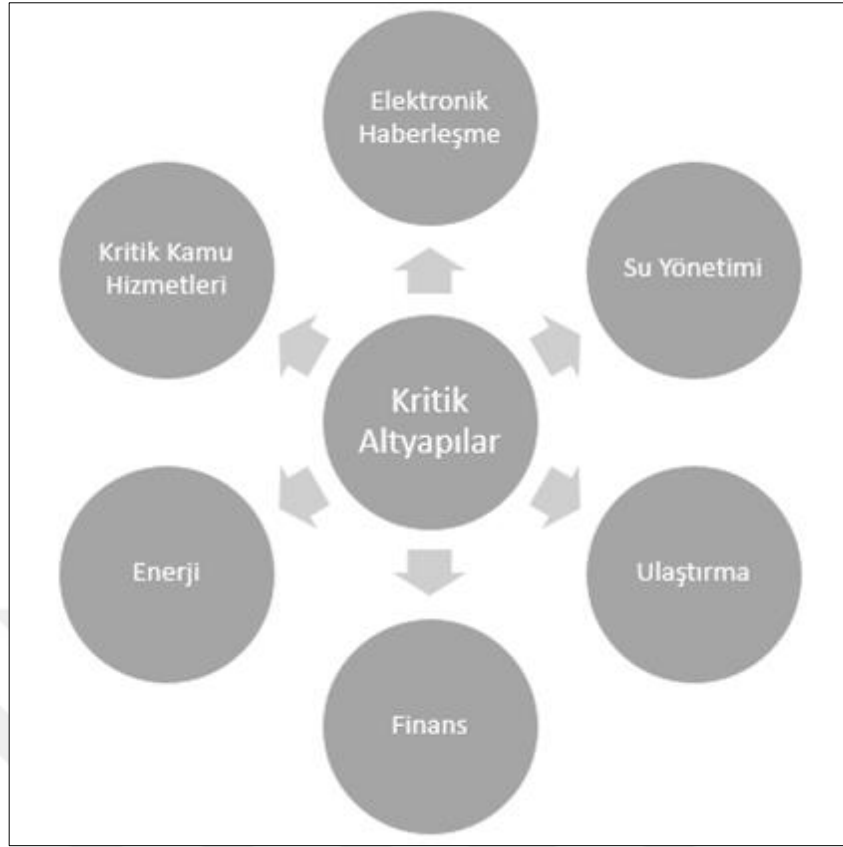 Elektronik
Haberleşme
Kritik Kamu
Hizmetleri
Su Yönetimi
Kritik
Altyapılar
Enerji
Ulaştırma
Finans